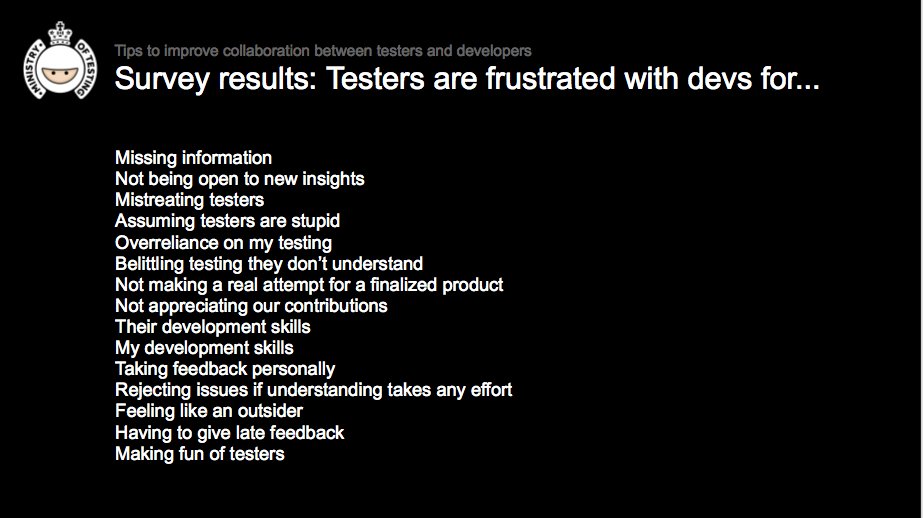 MINISTRY OF TESTING
Tips to improve collaboration between testers and developers
Survey results: Testers are frustrated with devs for...
Missing information
Not being open to new insights
Mistreating testers
Assuming testers are stupid
Overreliance on my testing
Belittling testing they don’t understand
Not making a real attempt for a finalized product
Not appreciating our contributions
Their development skills
My development skills
Taking feedback personally
Rejecting issues if understanding takes any effort
Feeling like an outsider
Having to give late feedback
Making fun of testers